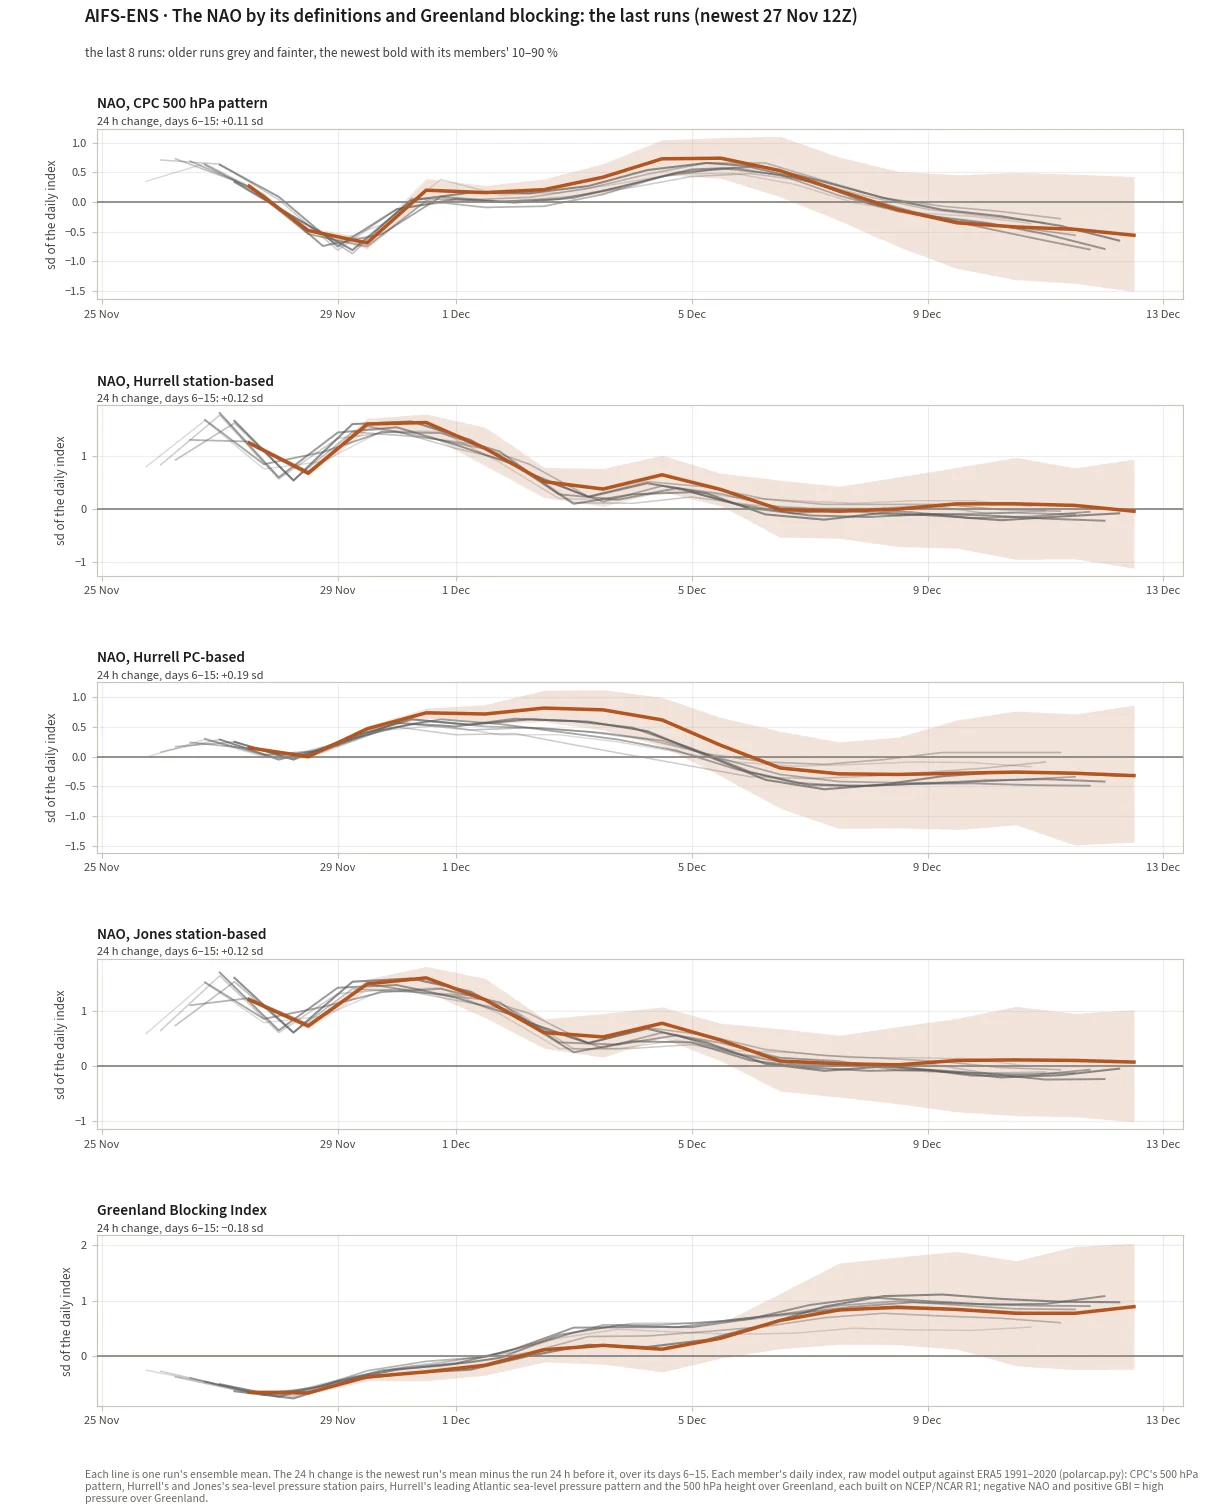 AIFS-ENS · The NAO by its definitions and Greenland blocking: the last runs (newest 27 Nov 12Z)
the last 8 runs: older runs grey and fainter, the newest bold with its members' 10–90 %
NAO, CPC 500 hPa pattern
24 h change, days 6–15: +0.11 sd
sd of the daily index
1.0
0.5
0.0
−0.5
−1.0
−1.5
25 Nov 29 Nov 1 Dec 5 Dec 9 Dec 13 Dec
NAO, Hurrell station-based
24 h change, days 6–15: +0.12 sd
sd of the daily index
1
0
−1
25 Nov 29 Nov 1 Dec 5 Dec 9 Dec 13 Dec
NAO, Hurrell PC-based
24 h change, days 6–15: +0.19 sd
sd of the daily index
1.0
0.5
0.0
−0.5
−1.0
−1.5
25 Nov 29 Nov 1 Dec 5 Dec 9 Dec 13 Dec
NAO, Jones station-based
24 h change, days 6–15: +0.12 sd
sd of the daily index
1
0
−1
25 Nov 29 Nov 1 Dec 5 Dec 9 Dec 13 Dec
Greenland Blocking Index
24 h change, days 6–15: −0.18 sd
sd of the daily index
2
1
0
25 Nov 29 Nov 1 Dec 5 Dec 9 Dec 13 Dec
Each line is one run's ensemble mean. The 24 h change is the newest run's mean minus the run 24 h before it, over its days 6–15. Each member's daily index, raw model output against ERA5 1991–2020 (polarcap.py): CPC's 500 hPa
pattern, Hurrell's and Jones's sea-level pressure station pairs, Hurrell's leading Atlantic sea-level pressure pattern and the 500 hPa height over Greenland, each built on NCEP/NCAR R1; negative NAO and positive GBI = high
pressure over Greenland.